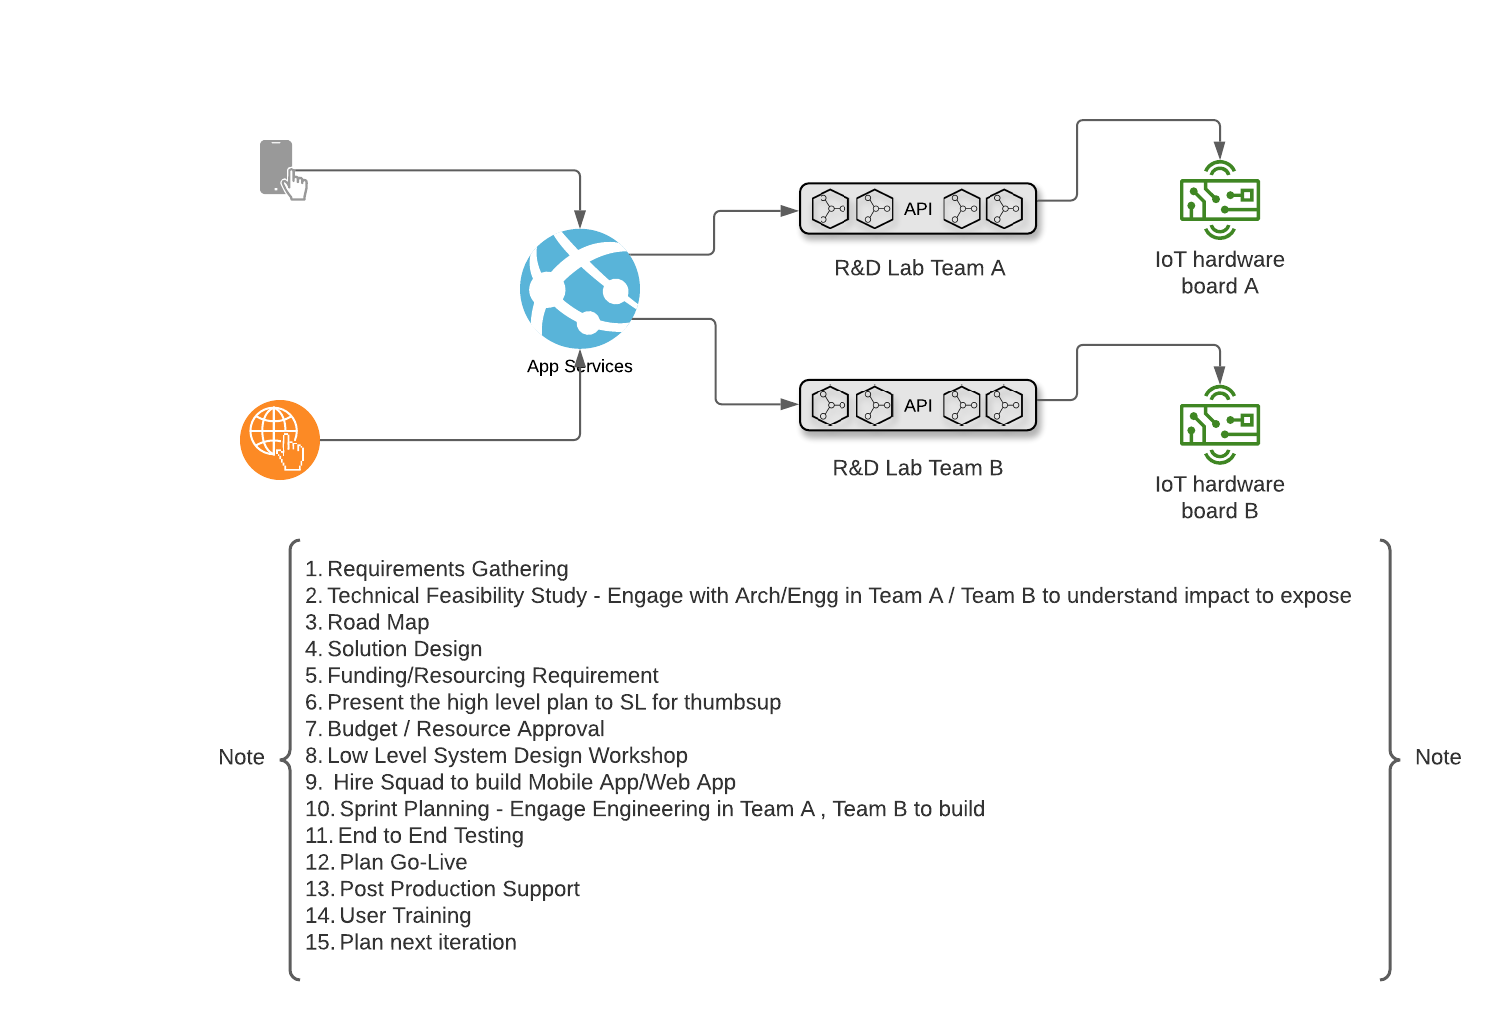 API
R&D Lab Team A
IoT hardware
board A
App Services
API
R&D Lab Team B
IoT hardware
board B
Note
1. Requirements Gathering
2. Technical Feasibility Study - Engage with Arch/Engg in Team A / Team B to understand impact to expose
3. Road Map
4. Solution Design
5. Funding/Resourcing Requirement
6. Present the high level plan to SL for thumbsup
7. Budget / Resource Approval
8. Low Level System Design Workshop
9. Hire Squad to build Mobile App/Web App
10. Sprint Planning - Engage Engineering in Team A , Team B to build
11. End to End Testing
12. Plan Go-Live
13. Post Production Support
14. User Training
15. Plan next iteration
Note